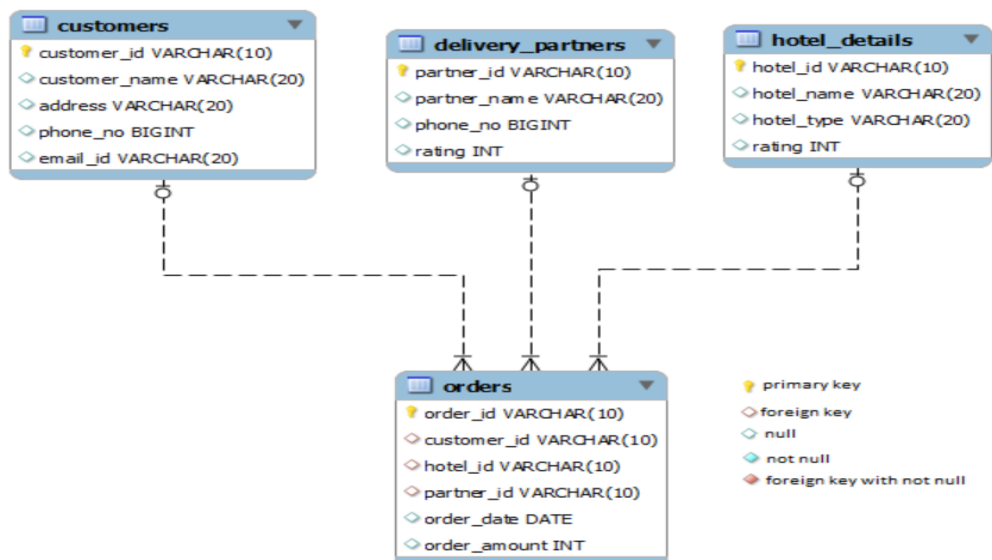 customers
customer_id VARCHAR(10)
customer_name VARCHAR(20)
address VARCHAR(20)
phone_no BIGINT
email_id VARCHAR(20)
delivery_partners
partner_id VARCHAR(10)
partner_name VARCHAR(20)
phone_no BIGINT
rating INT
hotel_details
hotel_id VARCHAR(10)
hotel_name VARCHAR(20)
hotel_type VARCHAR(20)
rating INT
orders
order_id VARCHAR(10)
customer_id VARCHAR(10)
hotel_id VARCHAR(10)
partner_id VARCHAR(10)
order_date DATE
order_amount INT
primary key
foreign key
null
not null
foreign key with not null